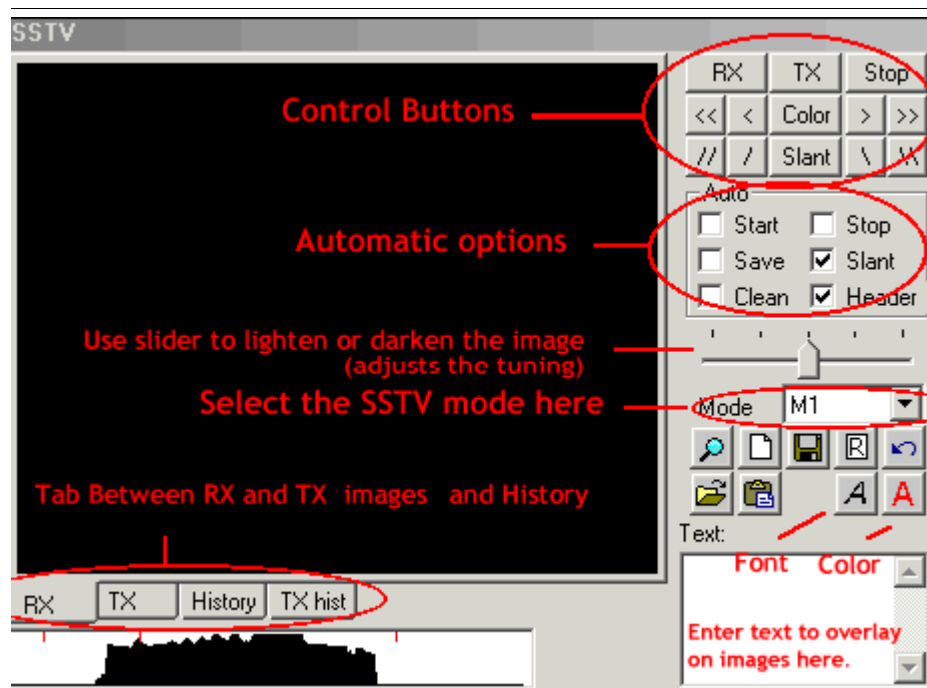 SSTV
RX TX Stop
<< < Color > >>
// / Slant \ \\
Control Buttons
Auto
Start Stop
Save Slant
Clean Header
Automatic options
Use slider to lighten or darken the image
(adjusts the tuning)
Select the SSTV mode here
Mode M1
R
A A
Tab Between RX and TX images and History
Text:
Font Color
RX TX History TX hist
Enter text to overlay
on images here.